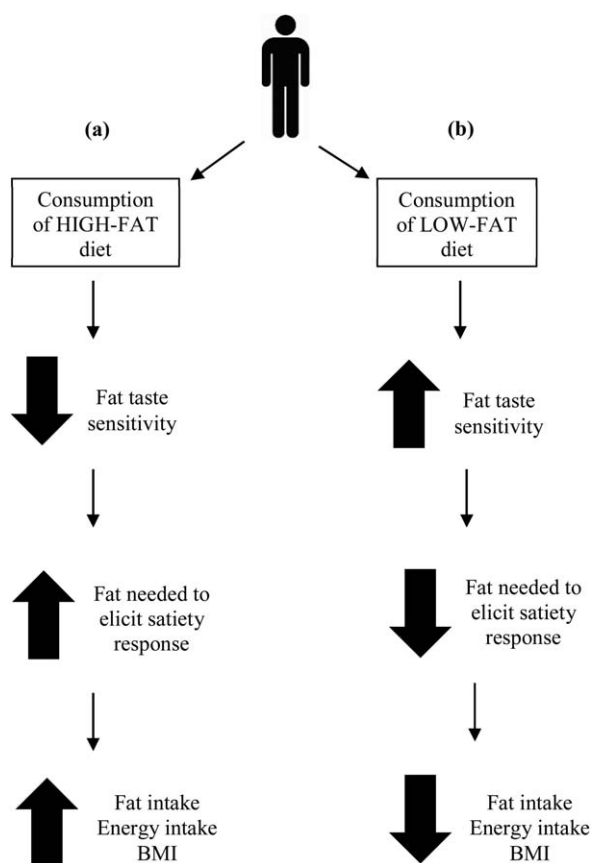 (a)
Consumption
of HIGH-FAT
diet
Fat taste
sensitivity
Fat needed to
elicit satiety
response
Fat intake
Energy intake
BMI
(b)
Consumption
of LOW-FAT
diet
Fat taste
sensitivity
Fat needed to
elicit satiety
response
Fat intake
Energy intake
BMI